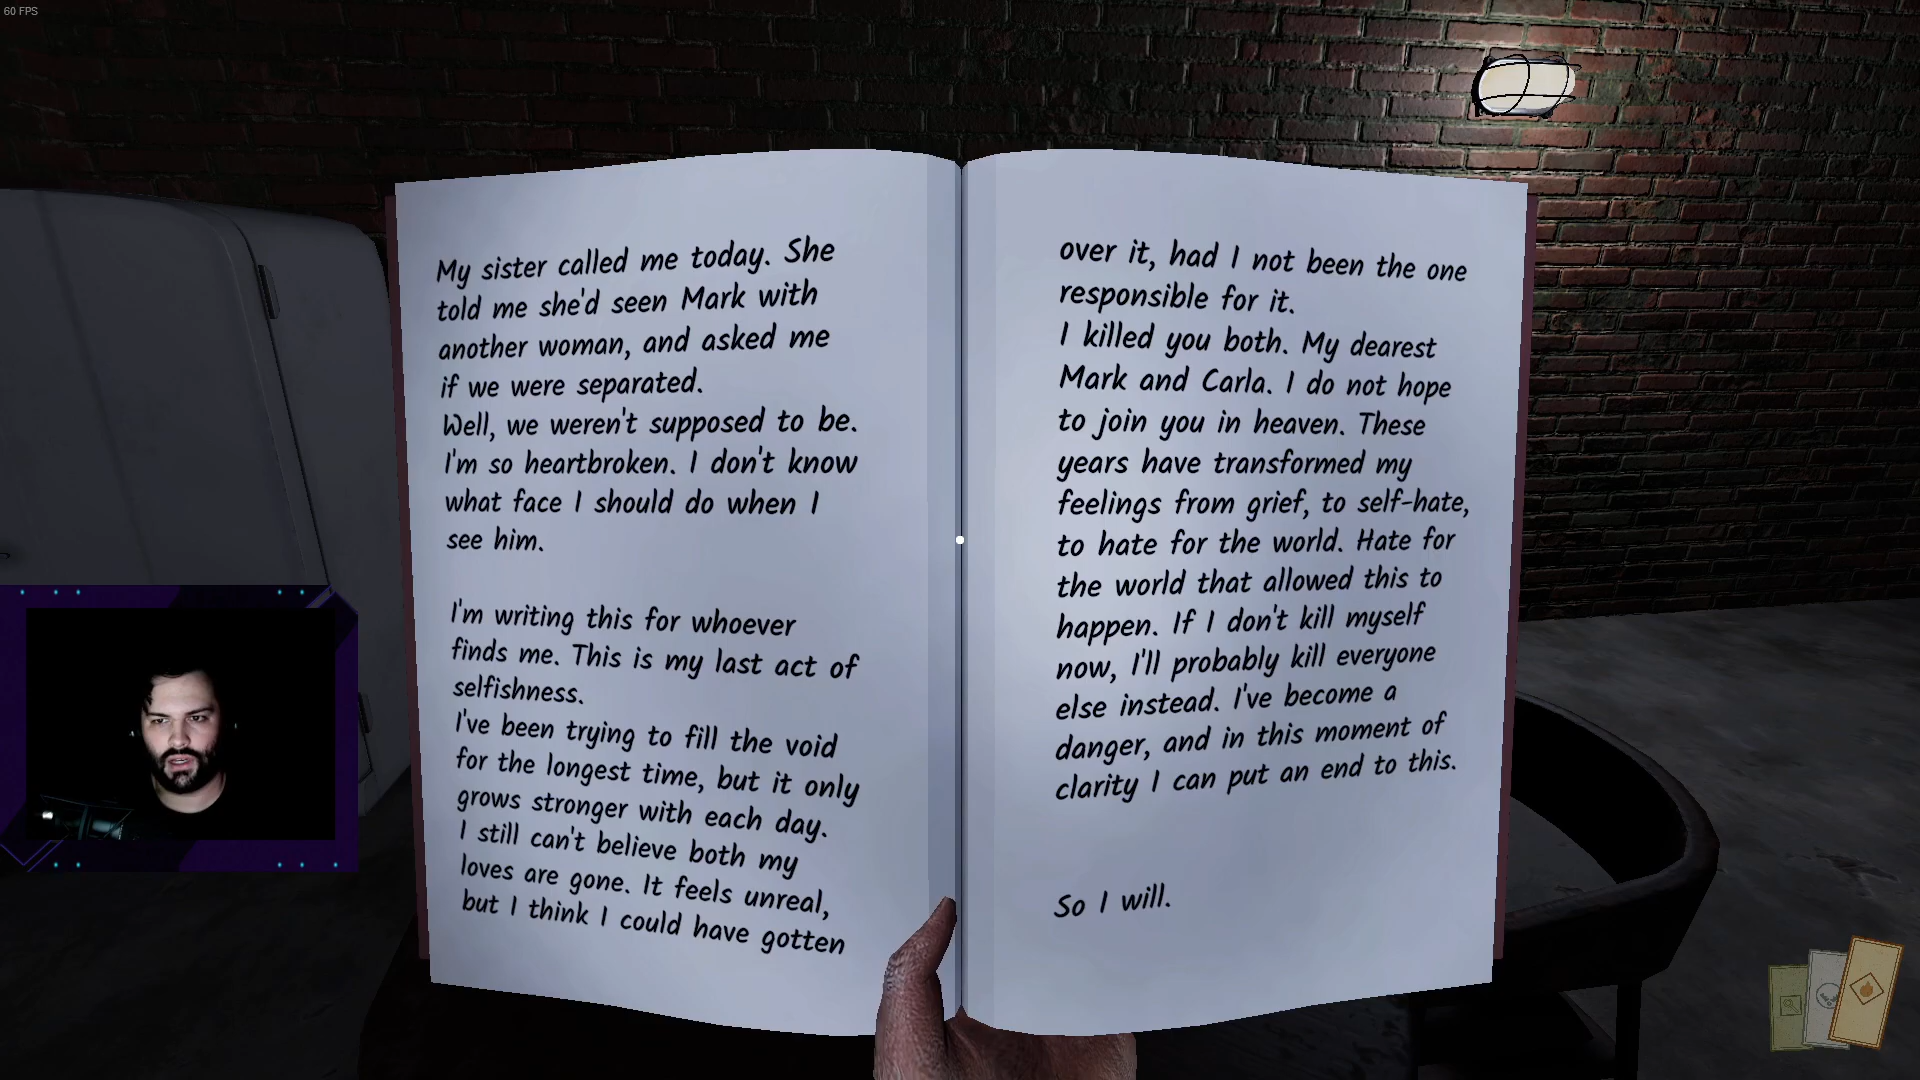 60 FPS
My sister called me today. She
told me she'd seen Mark with
another woman, and asked me
if we were separated.
Well, we weren't supposed to be.
I'm so heartbroken. I don't know
what face I should do when I
see him.
I'm writing this for whoever
finds me. This is my last act of
selfishness.
I've been trying to fill the void
for the longest time, but it only
grows stronger with each day.
I still can't believe both my
loves are gone. It feels unreal,
but I think I could have gotten
over it, had I not been the one
responsible for it.
I killed you both. My dearest
Mark and Carla. I do not hope
to join you in heaven. These
years have transformed my
feelings from grief, to self-hate,
to hate for the world. Hate for
the world that allowed this to
happen. If I don't kill myself
now, I'll probably kill everyone
else instead. I've become a
danger, and in this moment of
clarity I can put an end to this.
So I will.